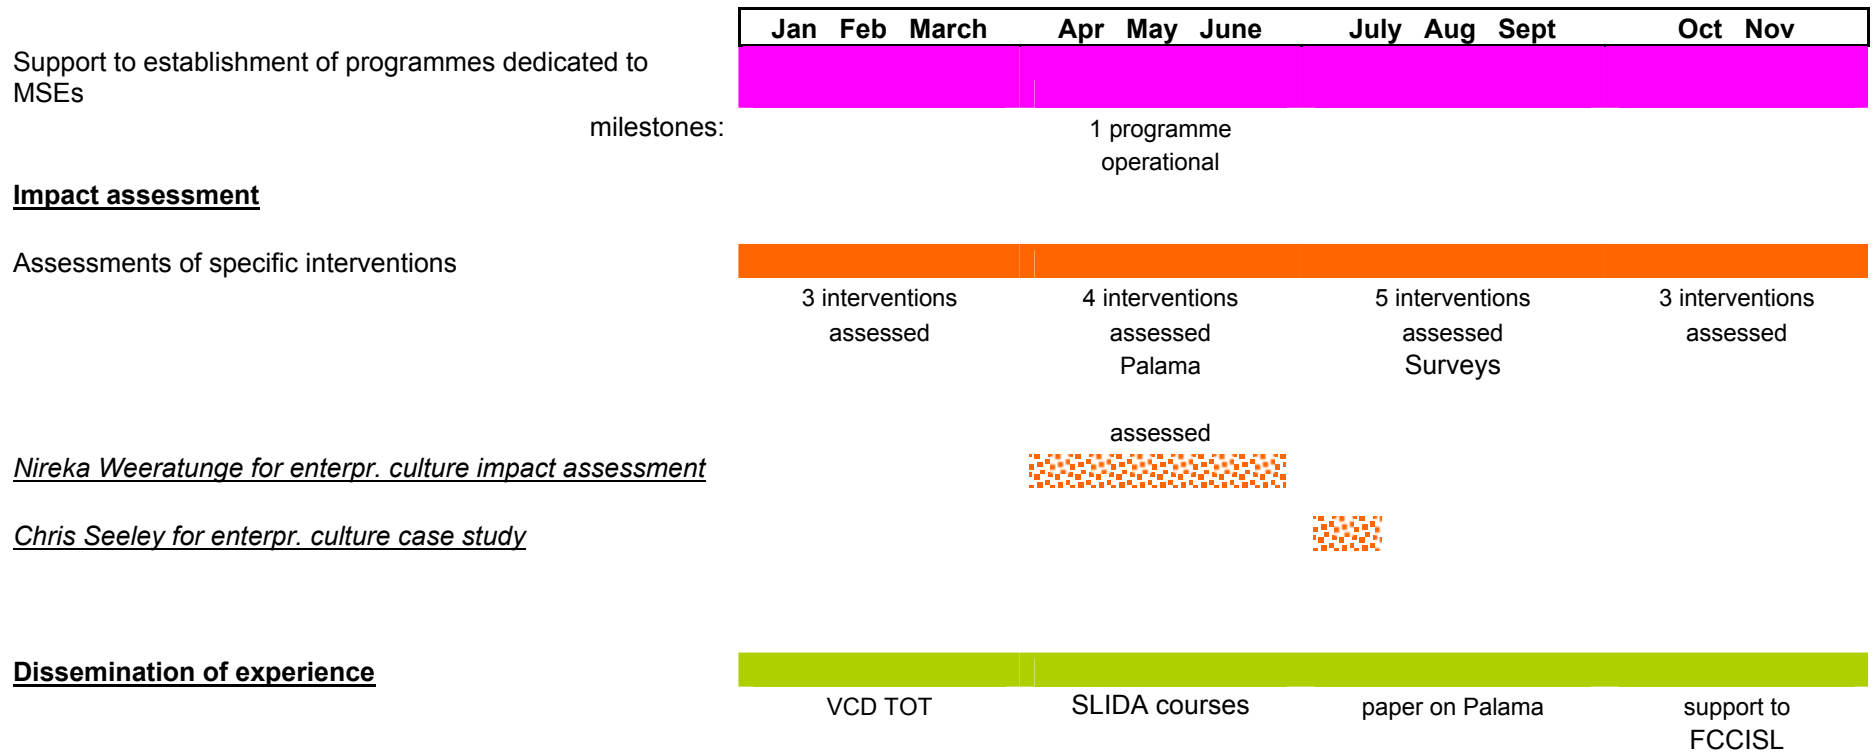 Jan Feb March Apr May June July Aug Sept Oct Nov
Support to establishment of programmes dedicated to
MSEs
milestones: 1 programme
operational
Impact assessment
Assessments of specific interventions
3 interventions 4 interventions 5 interventions 3 interventions
assessed assessed assessed assessed
Palama Surveys
assessed
Nireka Weeratunge for enterpr. culture impact assessment
Chris Seeley for enterpr. culture case study
Dissemination of experience
VCD TOT SLIDA courses paper on Palama support to
FCCISL